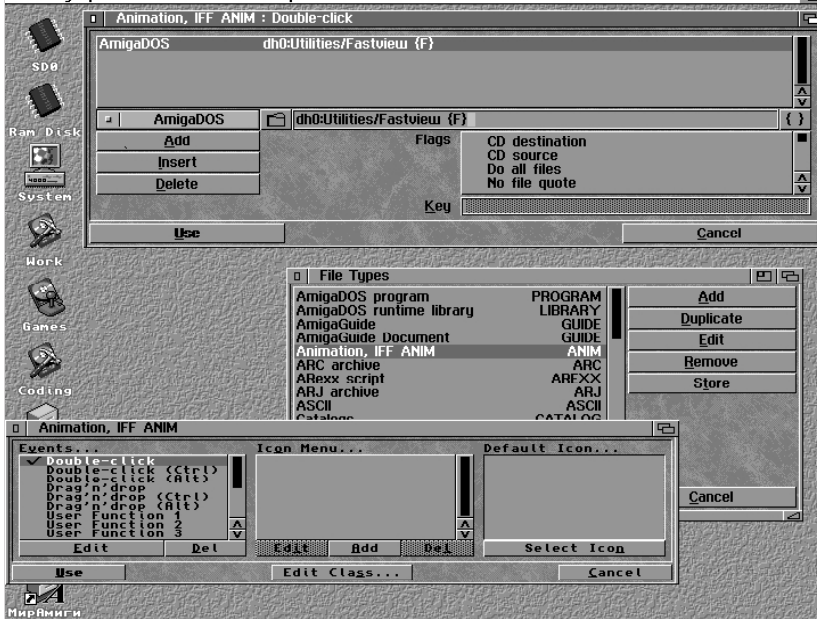 Animation, IFF ANIM : Double-click
AmigaDOS dh0:Utilities/Fastview {F}
AmigaDOS dh0:Utilities/Fastview {F} { }
Add
Insert
Delete
Flags
CD destination
CD source
Do all files
No file quote
Key
Use Cancel
SD0
Ram Disk
System
Work
Games
Coding
File Types
AmigaDOS program PROGRAM
AmigaDOS runtime library LIBRARY
AmigaGuide GUIDE
AmigaGuide Document GUIDE
Animation, IFF ANIM ANIM
ARC archive ARC
ARexx script AREXX
ARJ archive ARJ
ASCII ASCII
Catalogs CATALOG
Add
Duplicate
Edit
Remove
Store
Cancel
Animation, IFF ANIM
Events...
Double-click
Double-click (Ctrl)
Double-click (Alt)
Drag'n'drop
Drag'n'drop (Ctrl)
Drag'n'drop (Alt)
User Function 1
User Function 2
User Function 3
Edit Del
Icon Menu...
Edit Add Del
Default Icon...
Select Icon
Use Edit Class... Cancel
МирАмиги